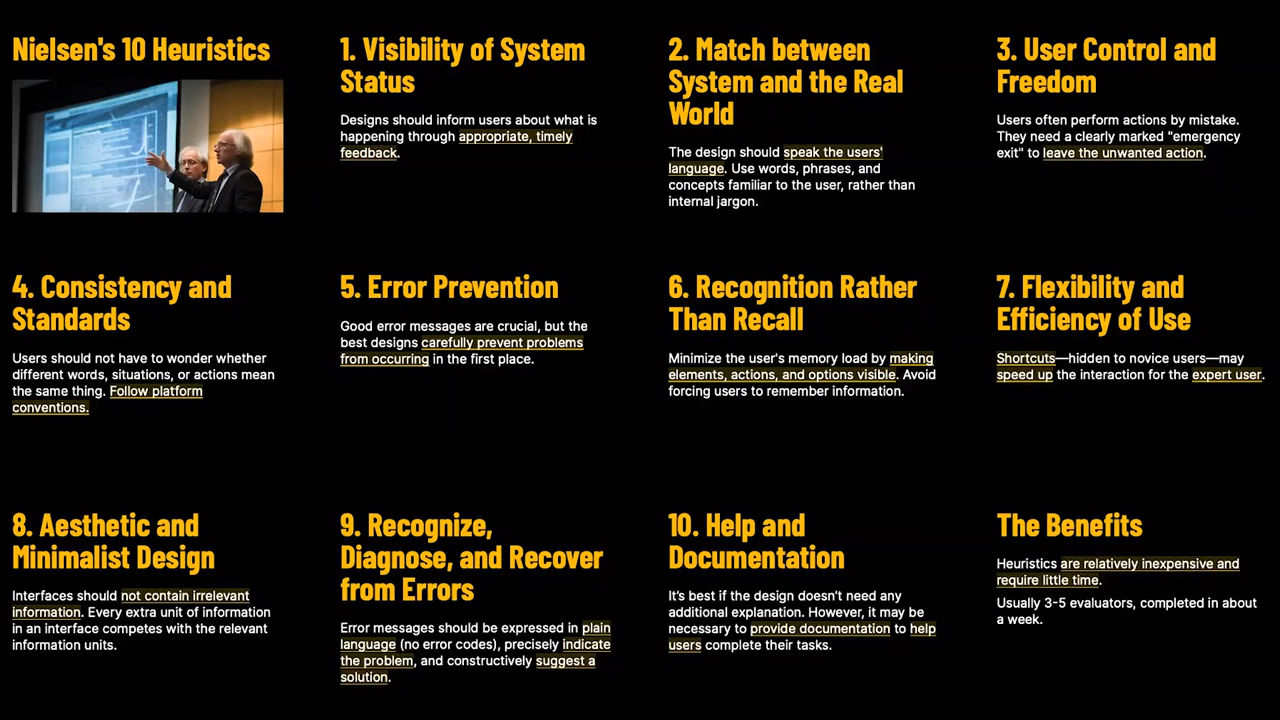 Nielsen's 10 Heuristics
1. Visibility of System
Status
Designs should inform users about what is
happening through appropriate, timely
feedback.
2. Match between
System and the Real
World
The design should speak the users'
language. Use words, phrases, and
concepts familiar to the user, rather than
internal jargon.
3. User Control and
Freedom
Users often perform actions by mistake.
They need a clearly marked "emergency
exit" to leave the unwanted action.
4. Consistency and
Standards
Users should not have to wonder whether
different words, situations, or actions mean
the same thing. Follow platform
conventions.
5. Error Prevention
Good error messages are crucial, but the
best designs carefully prevent problems
from occurring in the first place.
6. Recognition Rather
Than Recall
Minimize the user's memory load by making
elements, actions, and options visible. Avoid
forcing users to remember information.
7. Flexibility and
Efficiency of Use
Shortcuts—hidden to novice users—may
speed up the interaction for the expert user.
8. Aesthetic and
Minimalist Design
Interfaces should not contain irrelevant
information. Every extra unit of information
in an interface competes with the relevant
information units.
9. Recognize,
Diagnose, and Recover
from Errors
Error messages should be expressed in plain
language (no error codes), precisely indicate
the problem, and constructively suggest a
solution.
10. Help and
Documentation
It’s best if the design doesn’t need any
additional explanation. However, it may be
necessary to provide documentation to help
users complete their tasks.
The Benefits
Heuristics are relatively inexpensive and
require little time.
Usually 3-5 evaluators, completed in about
a week.